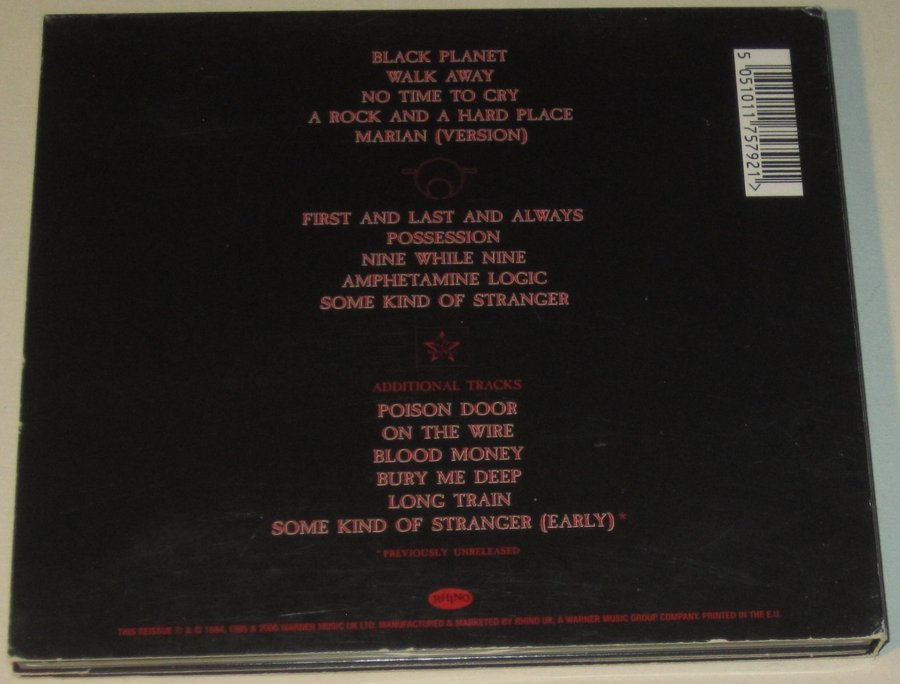 BLACK PLANET
WALK AWAY
NO TIME TO CRY
A ROCK AND A HARD PLACE
MARIAN (VERSION)
FIRST AND LAST AND ALWAYS
POSSESSION
NINE WHILE NINE
AMPHETAMINE LOGIC
SOME KIND OF STRANGER
ADDITIONAL TRACKS
POISON DOOR
ON THE WIRE
BLOOD MONEY
BURY ME DEEP
LONG TRAIN
SOME KIND OF STRANGER (EARLY)*
*PREVIOUSLY UNRELEASED
RHINO
THIS REISSUE ℗ & © 1984, 1985 & 2006 WARNER MUSIC UK LTD. MANUFACTURED & MARKETED BY RHINO UK, A WARNER MUSIC GROUP COMPANY. PRINTED IN THE E.U.
5 051011 757921 >